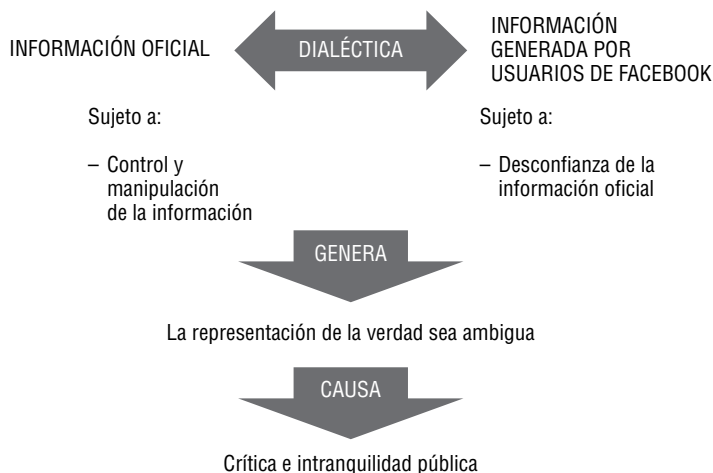 INFORMACIÓN OFICIAL
DIALÉCTICA
INFORMACIÓN
GENERADA POR
USUARIOS DE FACEBOOK
Sujeto a:
– Control y
manipulación
de la información
Sujeto a:
– Desconfianza de la
información oficial
GENERA
La representación de la verdad sea ambigua
CAUSA
Crítica e intranquilidad pública